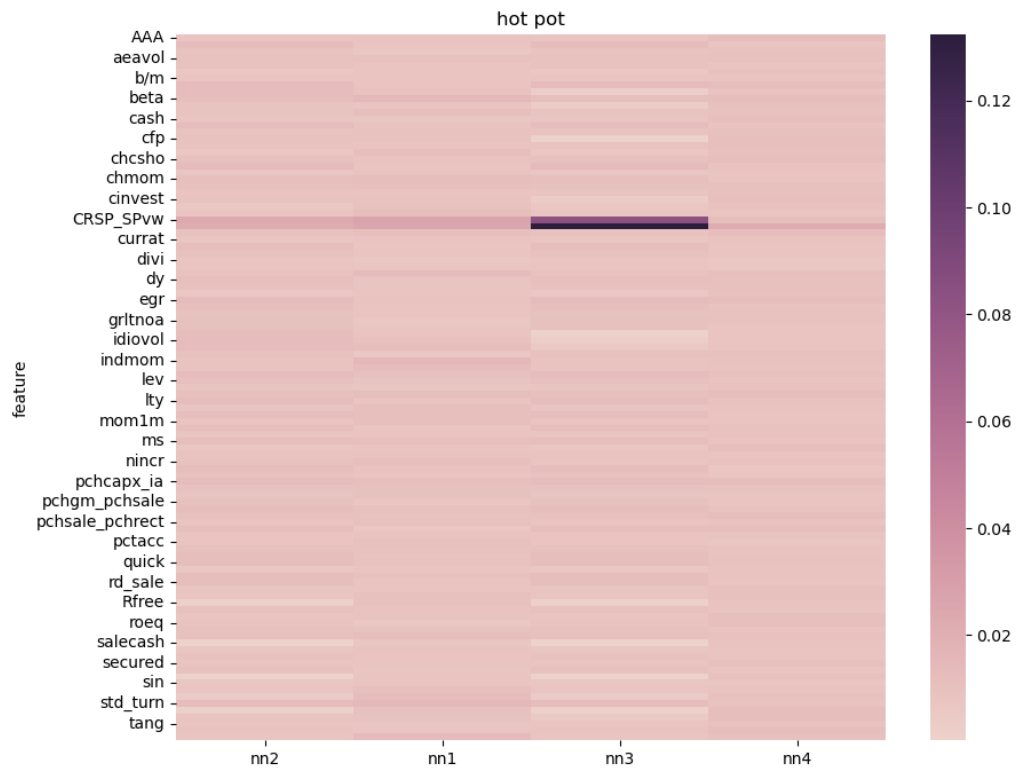 hot pot
AAA
aeavol
b/m
beta
cash
cfp
chcsho
chmom
cinvest
CRSP_SPvw
currat
divi
dy
egr
grltnoa
idiovol
indmom
lev
lty
mom1m
ms
nincr
pchcapx_ia
pchgm_pchsale
pchsale_pchrect
pctacc
quick
rd_sale
Rfree
roeq
salecash
secured
sin
std_turn
tang
feature
nn2 nn1 nn3 nn4
0.12
0.10
0.08
0.06
0.04
0.02